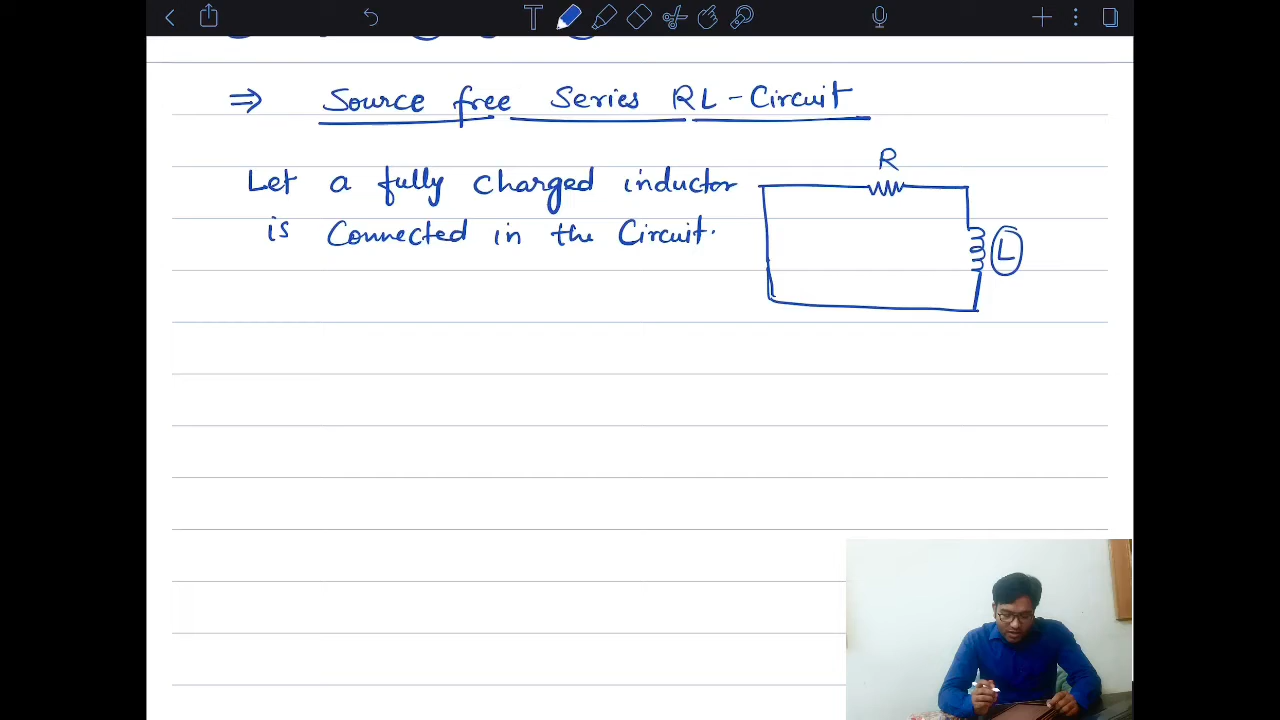 ⇒ Source free Series RL-Circuit
Let a fully charged inductor
is Connected in the Circuit.
R
L